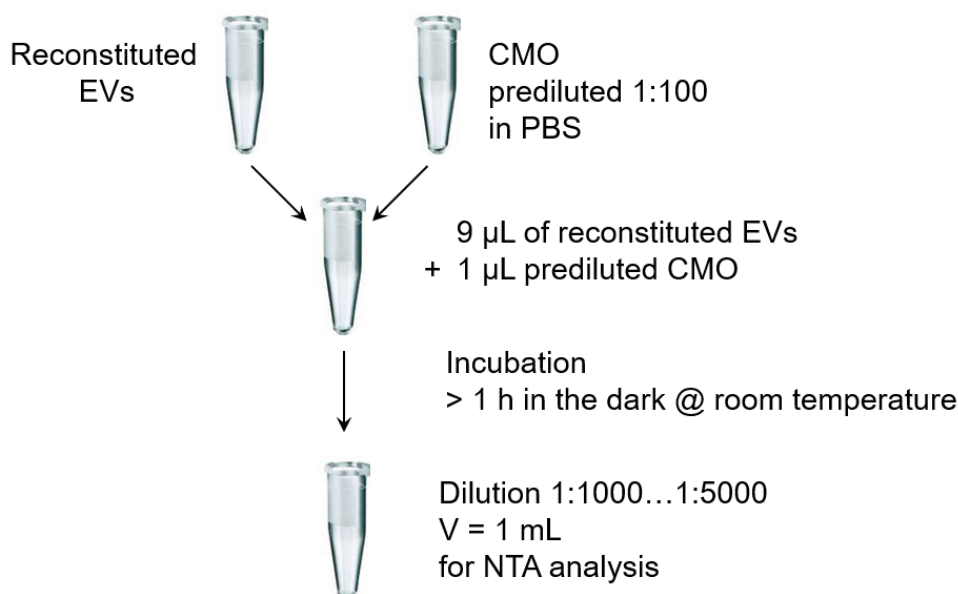 Reconstituted
EVs
CMO
prediluted 1:100
in PBS
9 µL of reconstituted EVs
+ 1 µL prediluted CMO
Incubation
> 1 h in the dark @ room temperature
Dilution 1:1000…1:5000
V = 1 mL
for NTA analysis